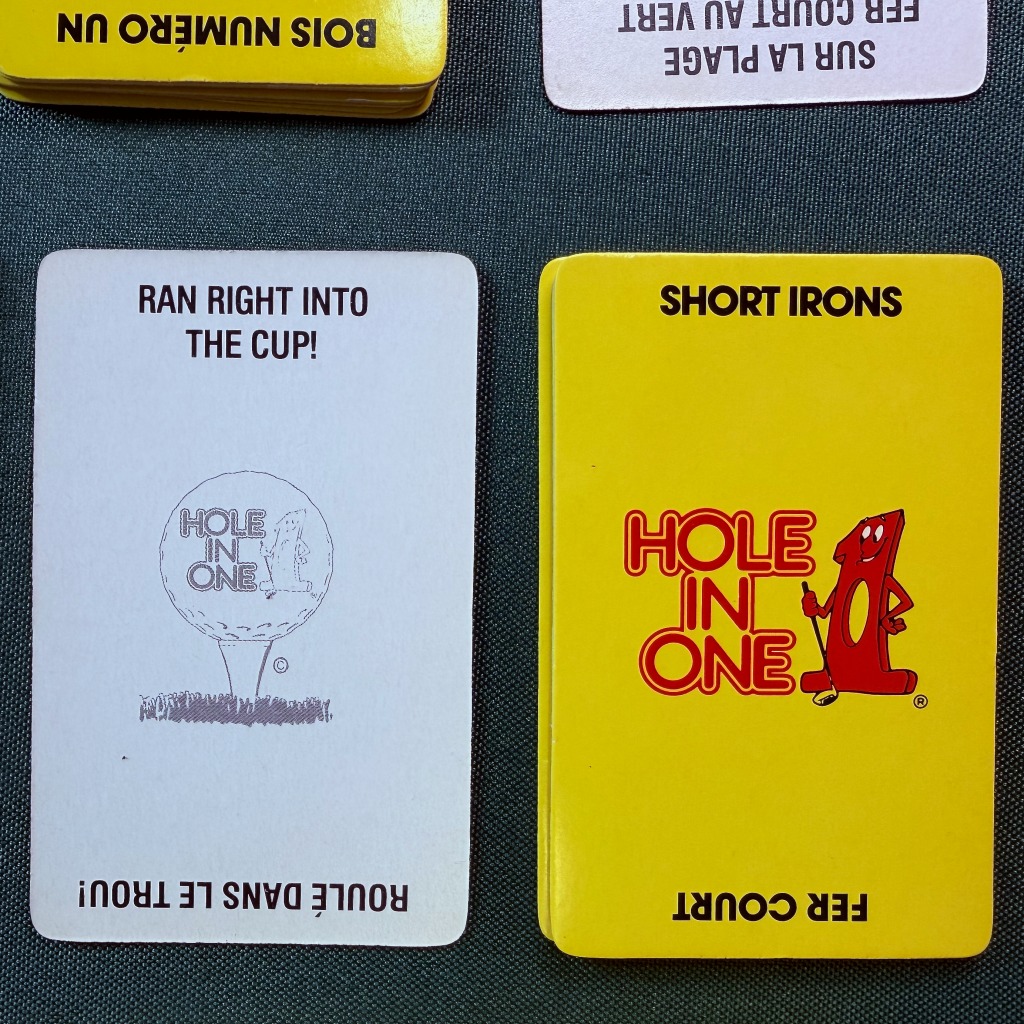 BOIS NUMÉRO UN
FER COURT AU VERT
SUR LA PLAGE
RAN RIGHT INTO
THE CUP!
HOLE
IN
ONE
©
ROULÉ DANS LE TROU!
SHORT IRONS
HOLE
IN
ONE
®
FER COURT